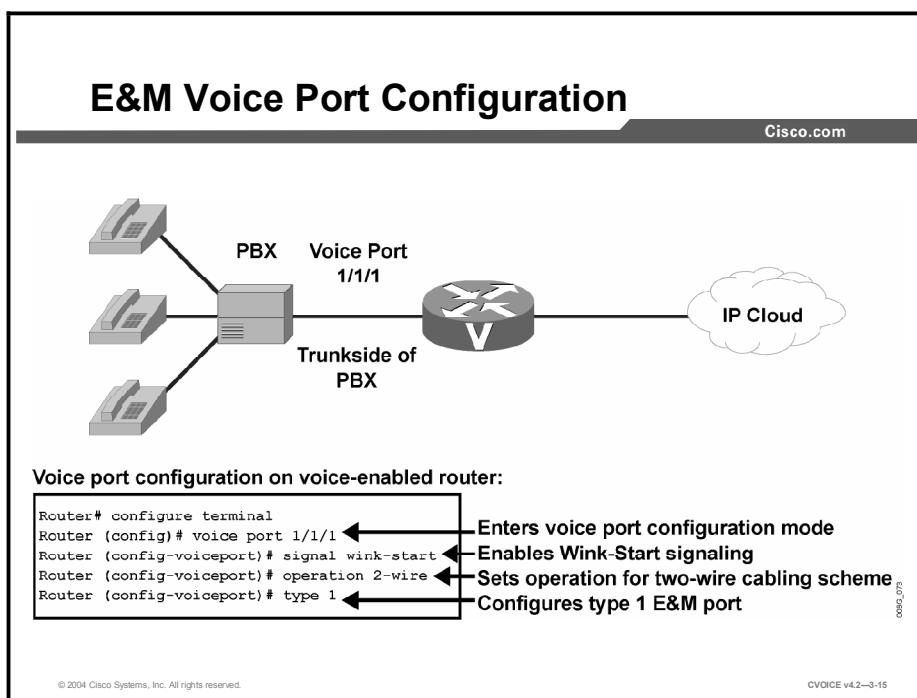 E&M Voice Port Configuration
Cisco.com
PBX
Voice Port
1/1/1
V
IP Cloud
Trunkside of
PBX
Voice port configuration on voice-enabled router:
Router# configure terminal
Router (config)# voice port 1/1/1
Router (config-voiceport)# signal wink-start
Router (config-voiceport)# operation 2-wire
Router (config-voiceport)# type 1
Enters voice port configuration mode
Enables Wink-Start signaling
Sets operation for two-wire cabling scheme
Configures type 1 E&M port
008G_073
© 2004 Cisco Systems, Inc. All rights reserved.
CVOICE v4.2—3-15